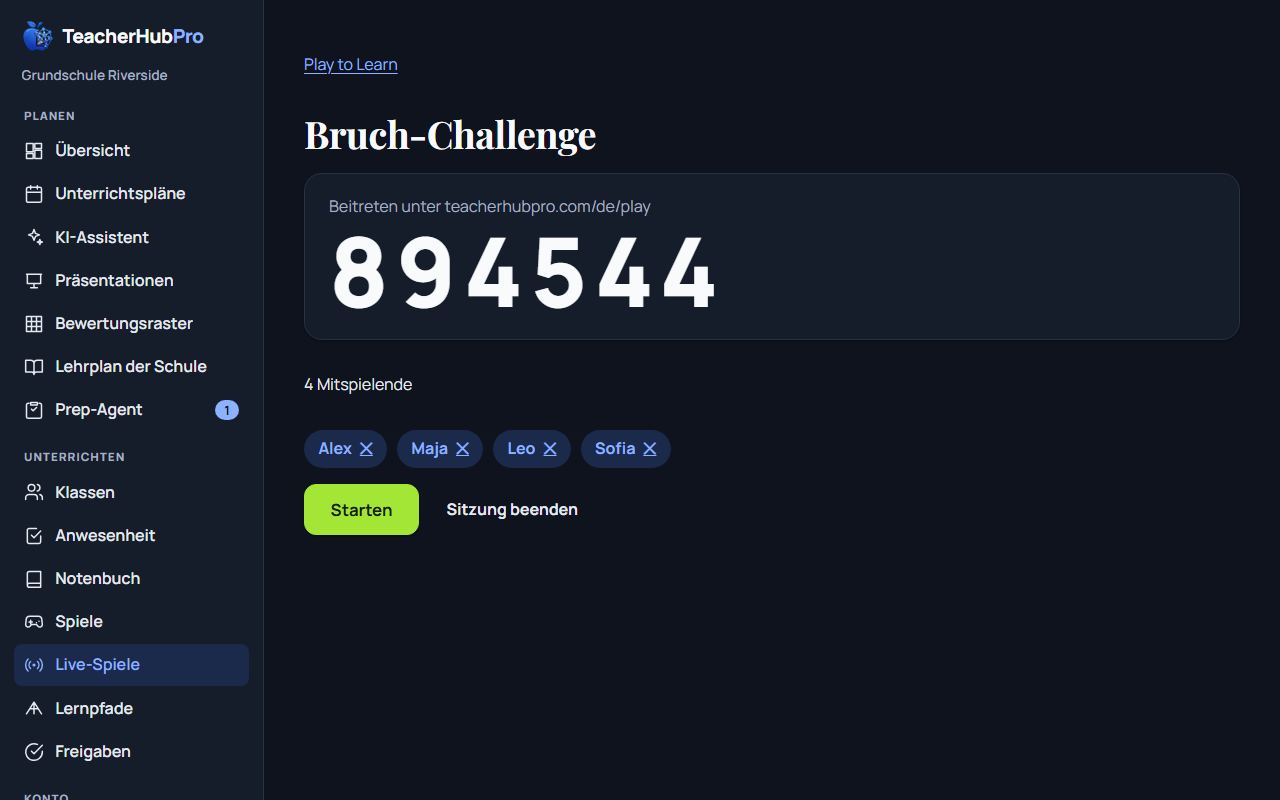 TeacherHubPro
Grundschule Riverside
PLANEN
Übersicht
Unterrichtspläne
KI-Assistent
Präsentationen
Bewertungsraster
Lehrplan der Schule
Prep-Agent 1
UNTERRICHTEN
Klassen
Anwesenheit
Notenbuch
Spiele
Live-Spiele
Lernpfade
Freigaben
KONTO
Play to Learn
Bruch-Challenge
Beitreten unter teacherhubpro.com/de/play
894544
4 Mitspielende
Alex Maja Leo Sofia
Starten Sitzung beenden